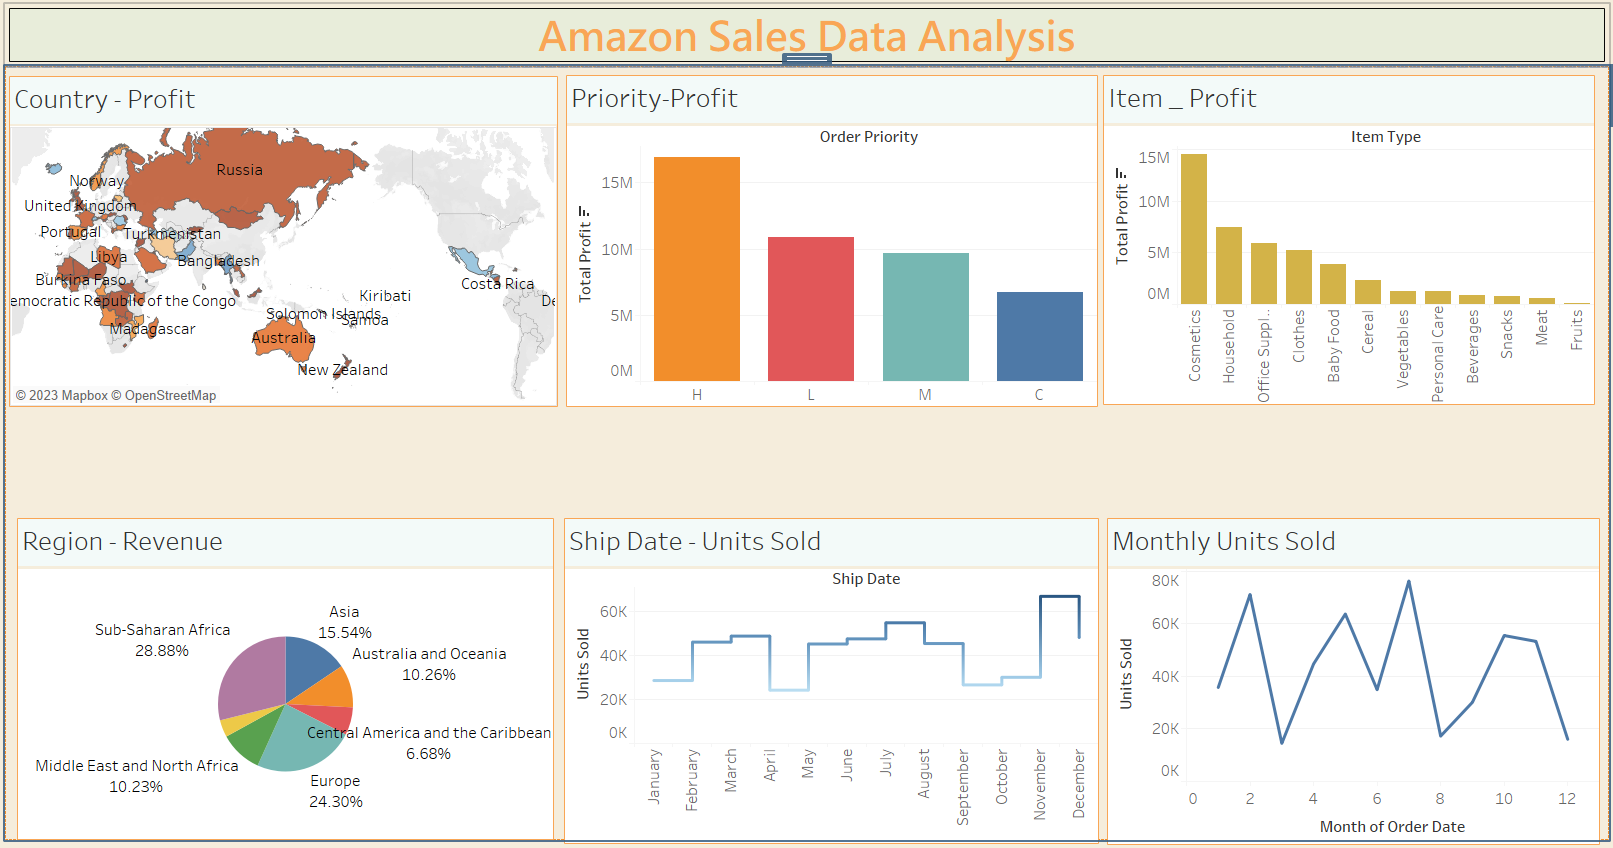 Amazon Sales Data Analysis
Country - Profit
Russia
Norway
United Kingdom
Portugal
Turkmenistan
Libya
Bangladesh
Burkina Faso
Costa Rica
Kiribati
emocratic Republic of the Congo
De
Solomon Islands
Samoa
Madagascar
Australia
New Zealand
© 2023 Mapbox © OpenStreetMap
Priority-Profit
Order Priority
Total Profit
15M
10M
5M
0M
H
L
M
C
Item _ Profit
Item Type
Total Profit
15M
10M
5M
0M
Cosmetics
Household
Office Suppl..
Clothes
Baby Food
Cereal
Vegetables
Personal Care
Beverages
Snacks
Meat
Fruits
Region - Revenue
Asia
15.54%
Sub-Saharan Africa
28.88%
Australia and Oceania
10.26%
Central America and the Caribbean
6.68%
Middle East and North Africa
10.23%
Europe
24.30%
Ship Date - Units Sold
Ship Date
Units Sold
60K
40K
20K
0K
January
February
March
April
May
June
July
August
September
October
November
December
Monthly Units Sold
Units Sold
80K
60K
40K
20K
0K
0
2
4
6
8
10
12
Month of Order Date